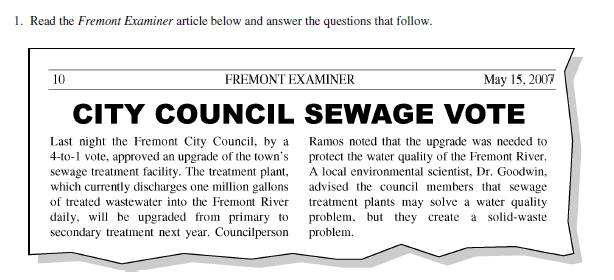 1. Read the Fremont Examiner article below and answer the questions that follow.
10 FREMONT EXAMINER May 15, 2007
CITY COUNCIL SEWAGE VOTE
Last night the Fremont City Council, by a
4-to-1 vote, approved an upgrade of the town's
sewage treatment facility. The treatment plant,
which currently discharges one million gallons
of treated wastewater into the Fremont River
daily, will be upgraded from primary to
secondary treatment next year. Councilperson
Ramos noted that the upgrade was needed to
protect the water quality of the Fremont River.
A local environmental scientist, Dr. Goodwin,
advised the council members that sewage
treatment plants may solve a water quality
problem, but they create a solid-waste
problem.